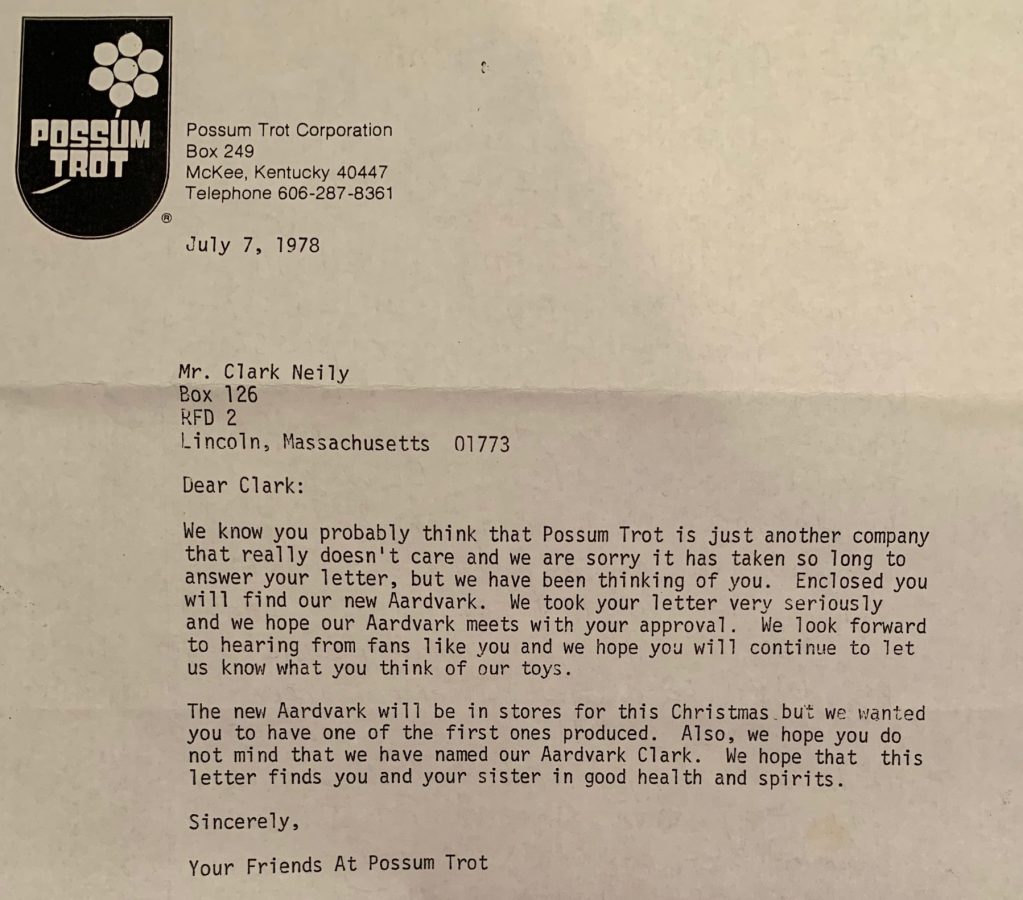 POSSUM
TROT
®
Possum Trot Corporation
Box 249
McKee, Kentucky 40447
Telephone 606-287-8361
July 7, 1978
Mr. Clark Neily
Box 126
RFD 2
Lincoln, Massachusetts  01773
Dear Clark:
We know you probably think that Possum Trot is just another company
that really doesn't care and we are sorry it has taken so long to
answer your letter, but we have been thinking of you.  Enclosed you
will find our new Aardvark.  We took your letter very seriously
and we hope our Aardvark meets with your approval.  We look forward
to hearing from fans like you and we hope you will continue to let
us know what you think of our toys.
The new Aardvark will be in stores for this Christmas but we wanted
you to have one of the first ones produced.  Also, we hope you do
not mind that we have named our Aardvark Clark.  We hope that  this
letter finds you and your sister in good health and spirits.
Sincerely,
Your Friends At Possum Trot